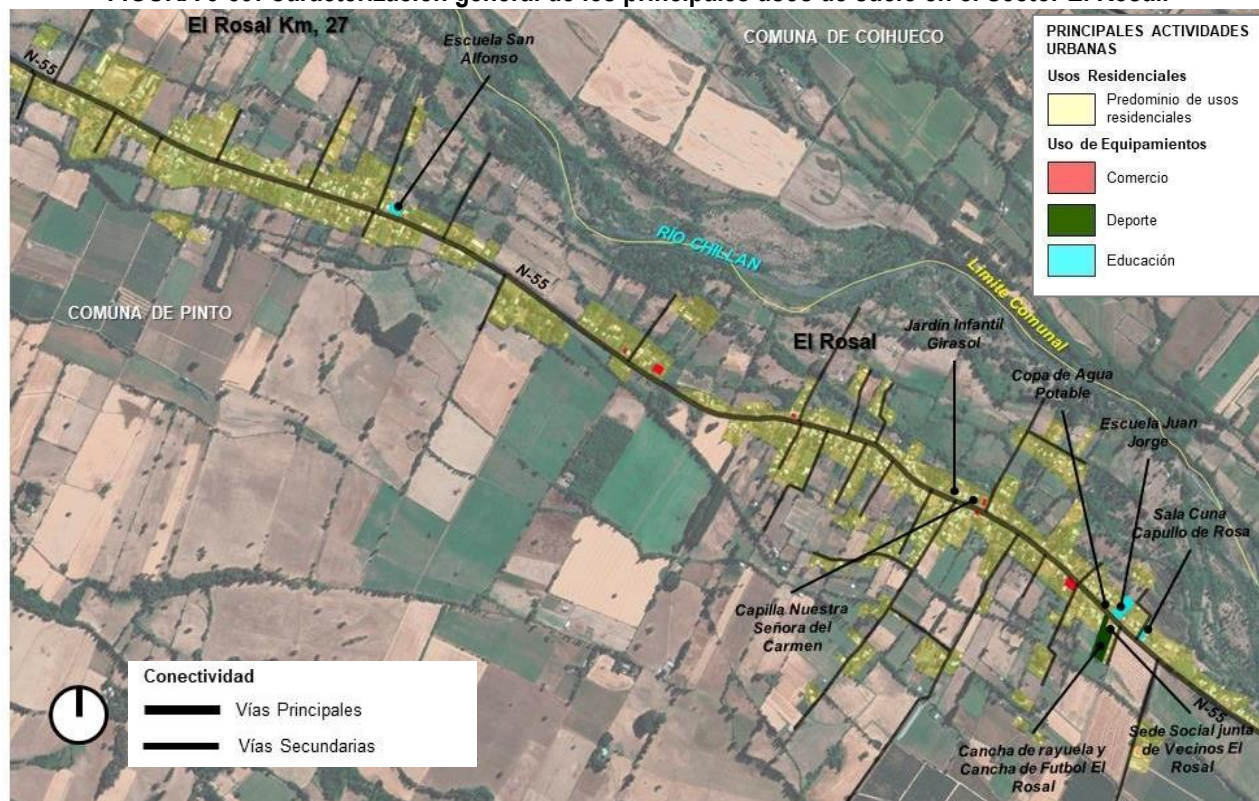 El Rosal Km, 27
Escuela San
Alfonso
COMUNA DE COIHUECO
N-55
RIO CHILLAN
N-55
COMUNA DE PINTO
Límite Comunal
El Rosal
Jardín Infantil
Girasol
Copa de Agua
Potable
Escuela Juan
Jorge
Sala Cuna
Capullo de Rosa
Capilla Nuestra
Señora del
Carmen
N-55
Cancha de rayuela y
Cancha de Futbol El
Rosal
Sede Social junta
de Vecinos El
Rosal
PRINCIPALES ACTIVIDADES
URBANAS
Usos Residenciales
Predominio de usos
residenciales
Uso de Equipamientos
Comercio
Deporte
Educación
Conectividad
Vías Principales
Vías Secundarias